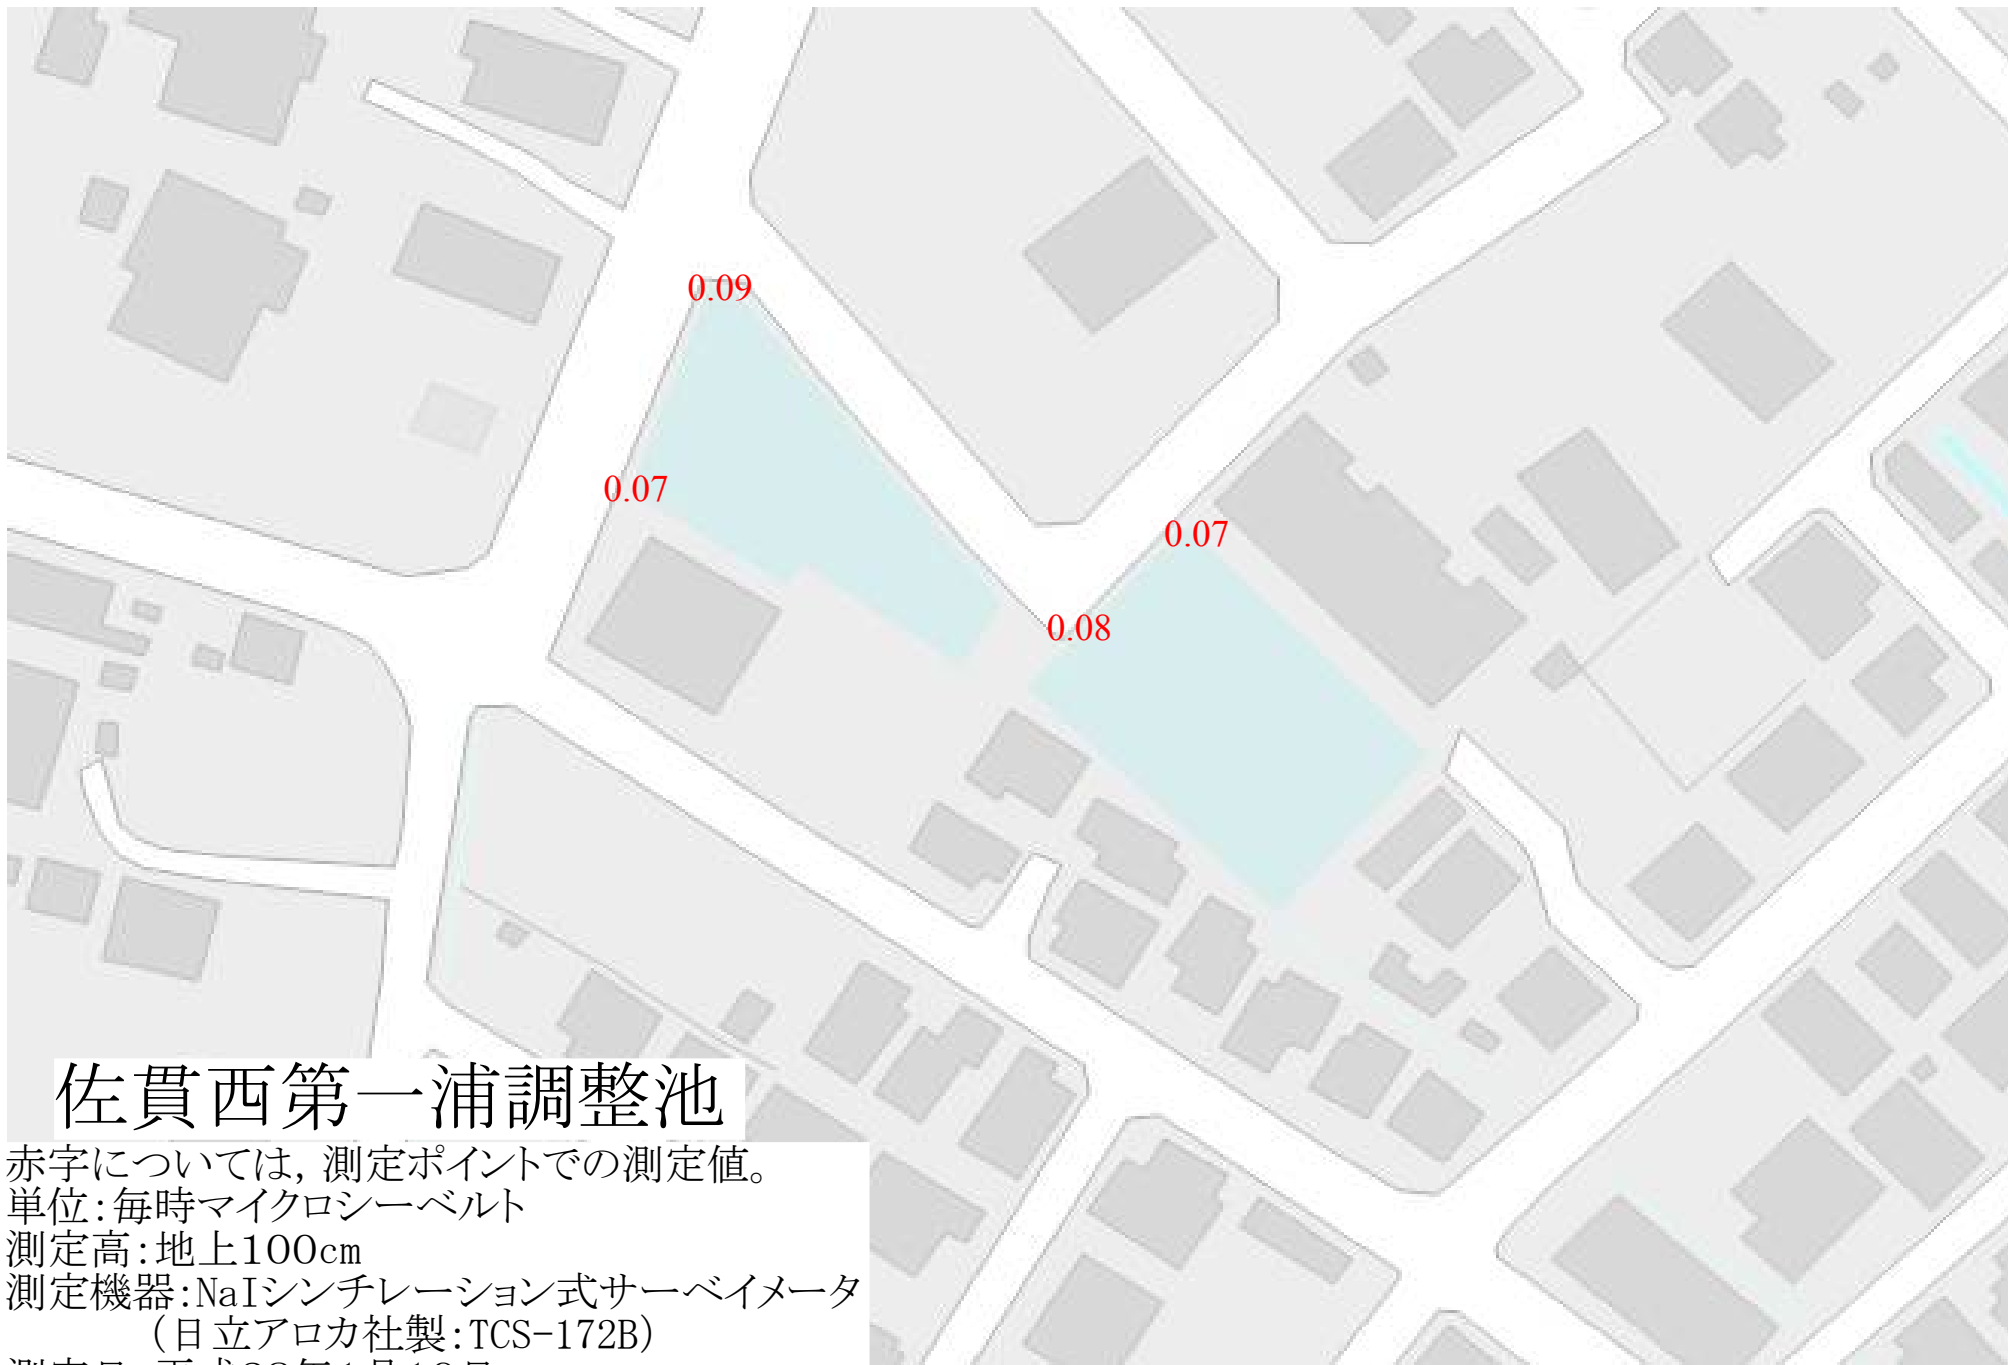 0.09
0.07
0.07
0.08
佐貫西第一浦調整池
赤字については，測定ポイントでの測定値。
単位：毎時マイクロシーベルト
測定高：地上100cm
測定機器：NaIシンチレーション式サーベイメータ
（日立アロカ社製：TCS-172B）